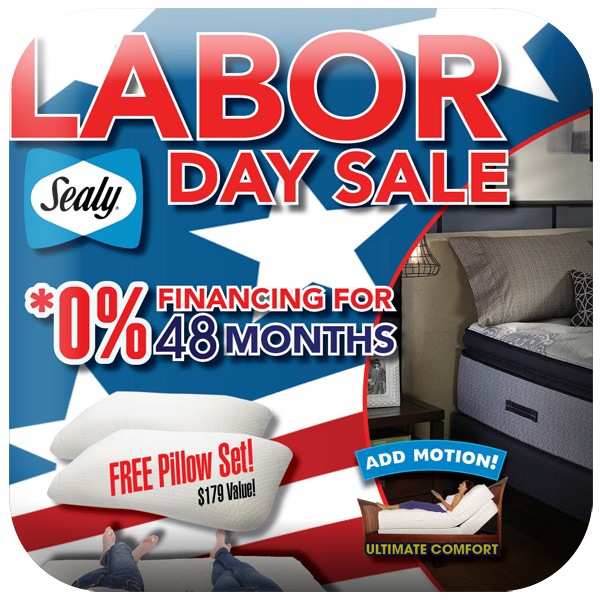 LABOR
DAY SALE
Sealy®
*0% FINANCING FOR
48 MONTHS
FREE Pillow Set!
$179 Value!
ADD MOTION!
ULTIMATE COMFORT